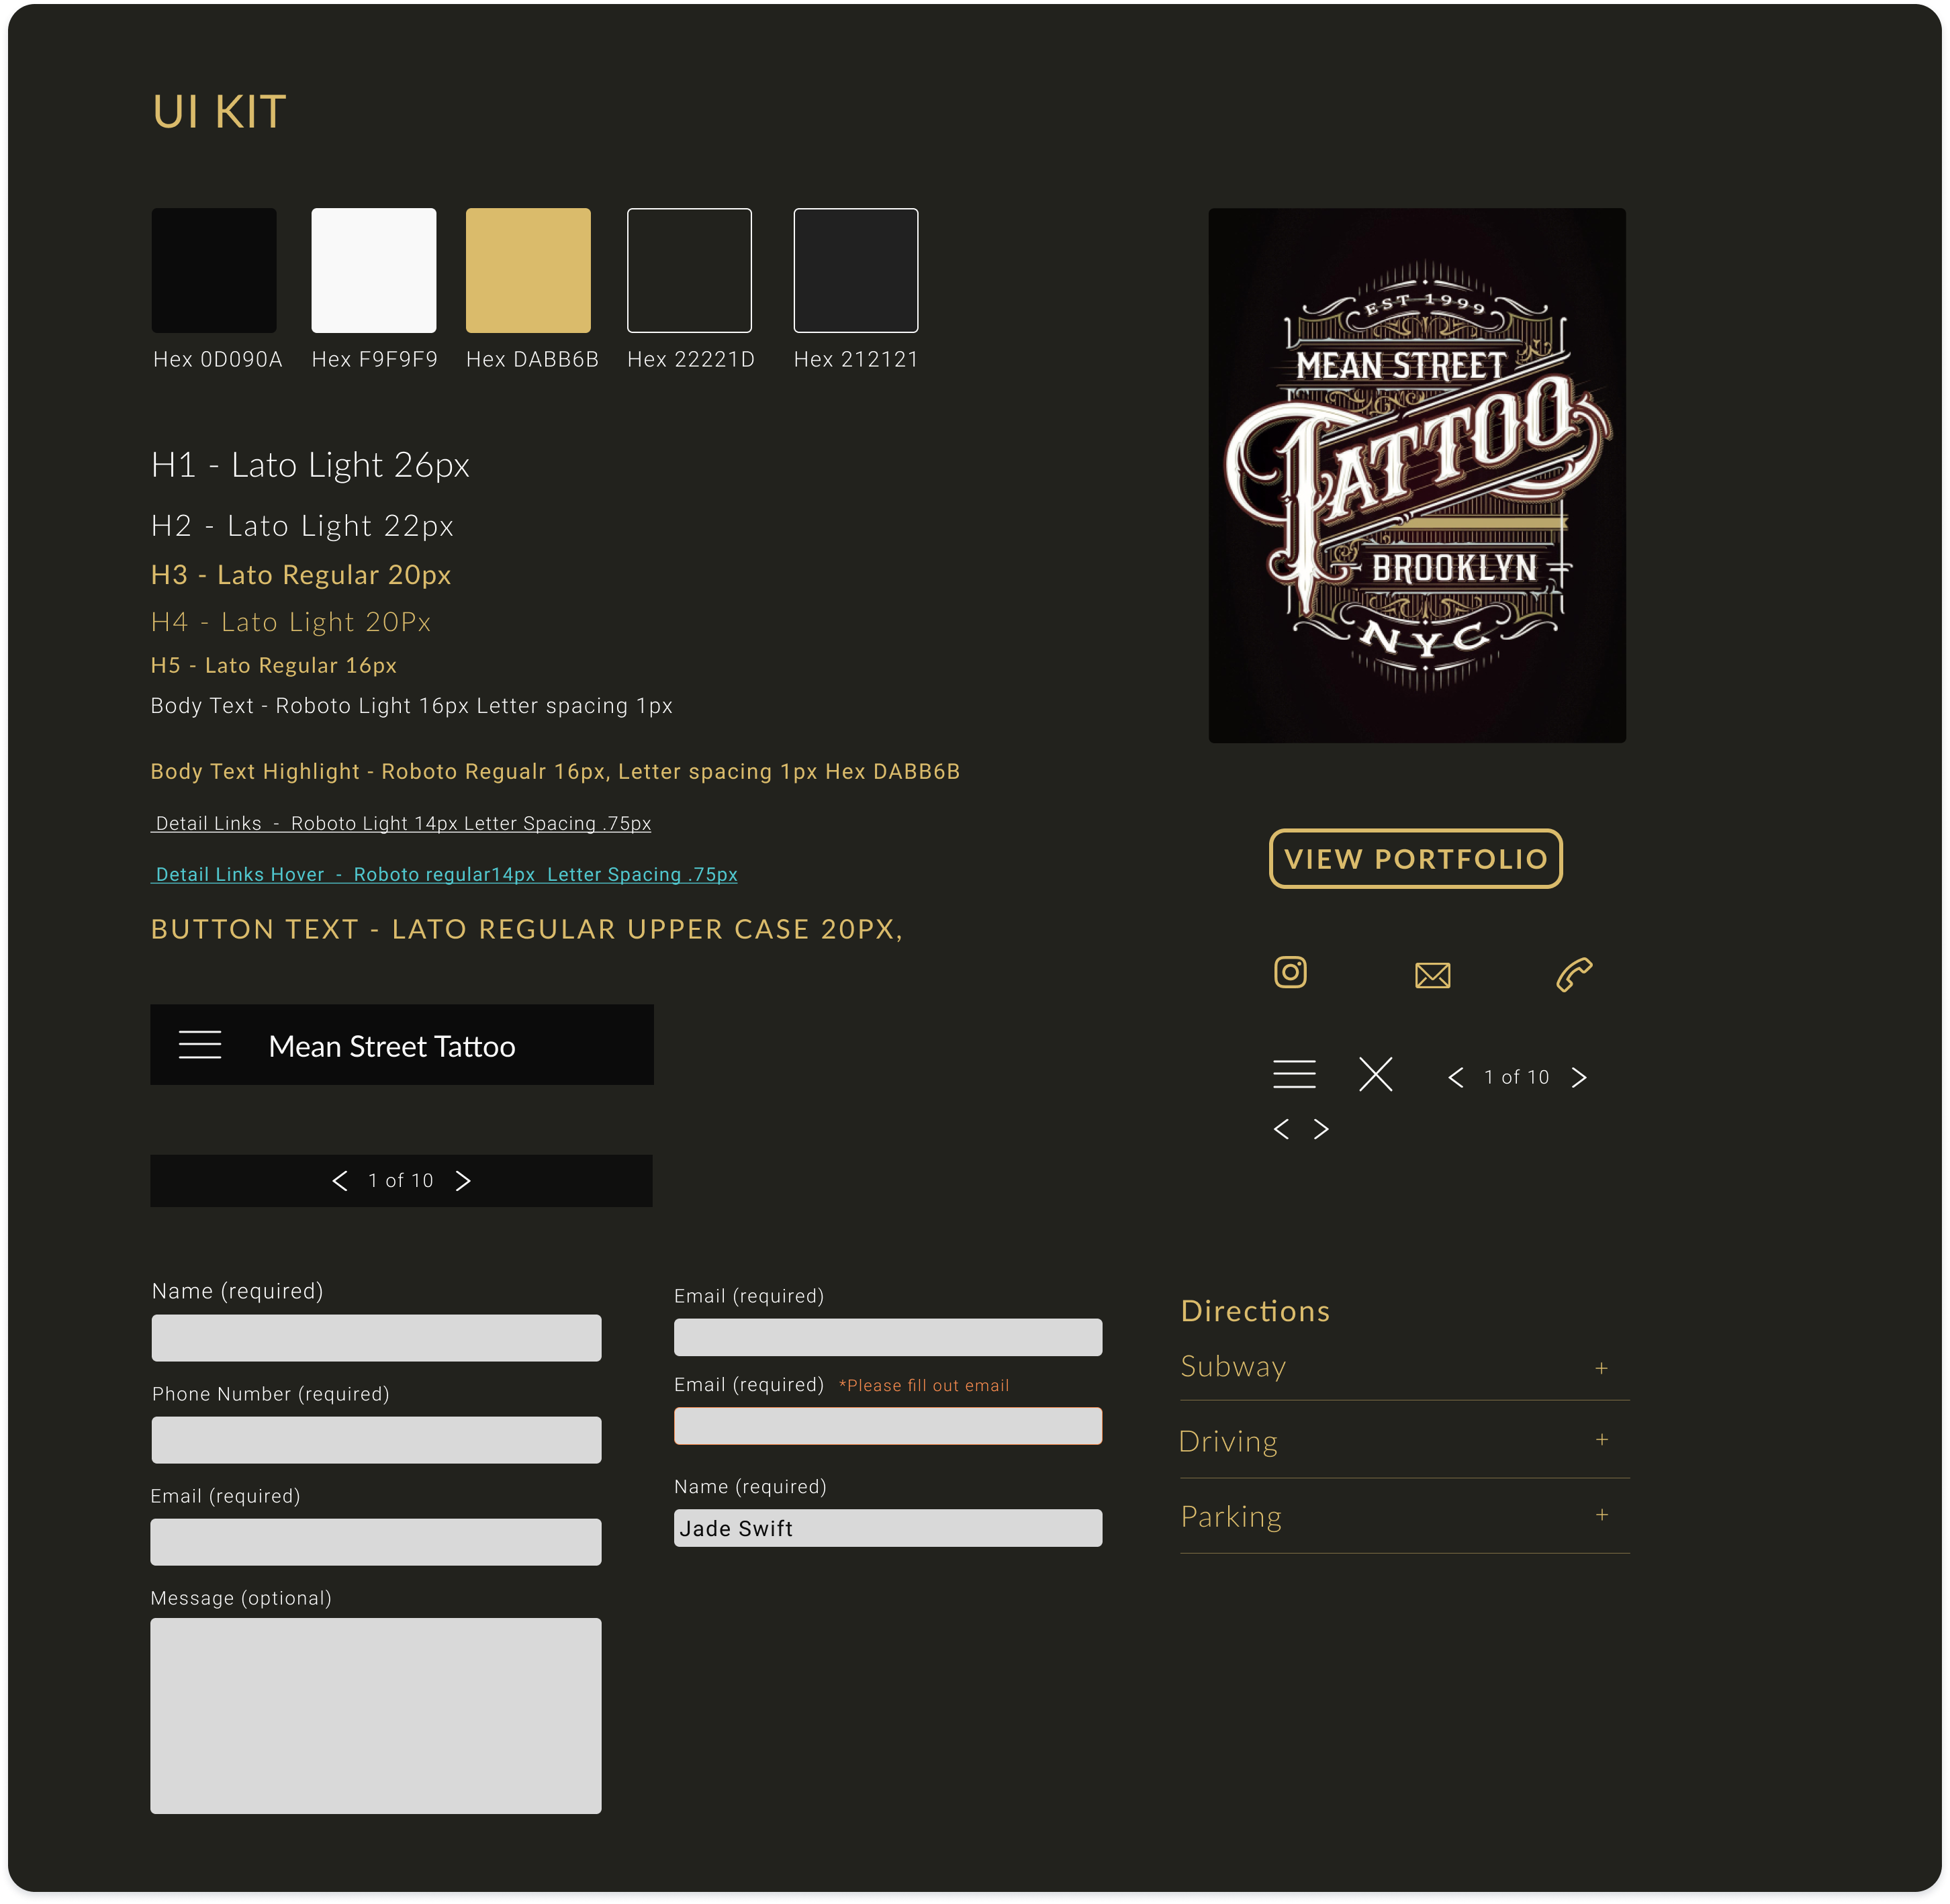 UI KIT
Hex 0D090A
Hex F9F9F9
Hex DABB6B
Hex 22221D
Hex 212121
H1 - Lato Light 26px
H2 - Lato Light 22px
H3 - Lato Regular 20px
H4 - Lato Light 20Px
H5 - Lato Regular 16px
Body Text - Roboto Light 16px Letter spacing 1px
Body Text Highlight - Roboto Regualr 16px, Letter spacing 1px Hex DABB6B
Detail Links - Roboto Light 14px Letter Spacing .75px
Detail Links Hover - Roboto regular14px Letter Spacing .75px
BUTTON TEXT - LATO REGULAR UPPER CASE 20PX,
EST 1999
MEAN STREET
TATTOO
BROOKLYN
NYC
VIEW PORTFOLIO
Mean Street Tattoo
< 1 of 10 >
< 1 of 10 >
< >
Name (required)
Phone Number (required)
Email (required)
Message (optional)
Email (required)
Email (required) *Please fill out email
Name (required)
Jade Swift
Directions
Subway +
Driving +
Parking +